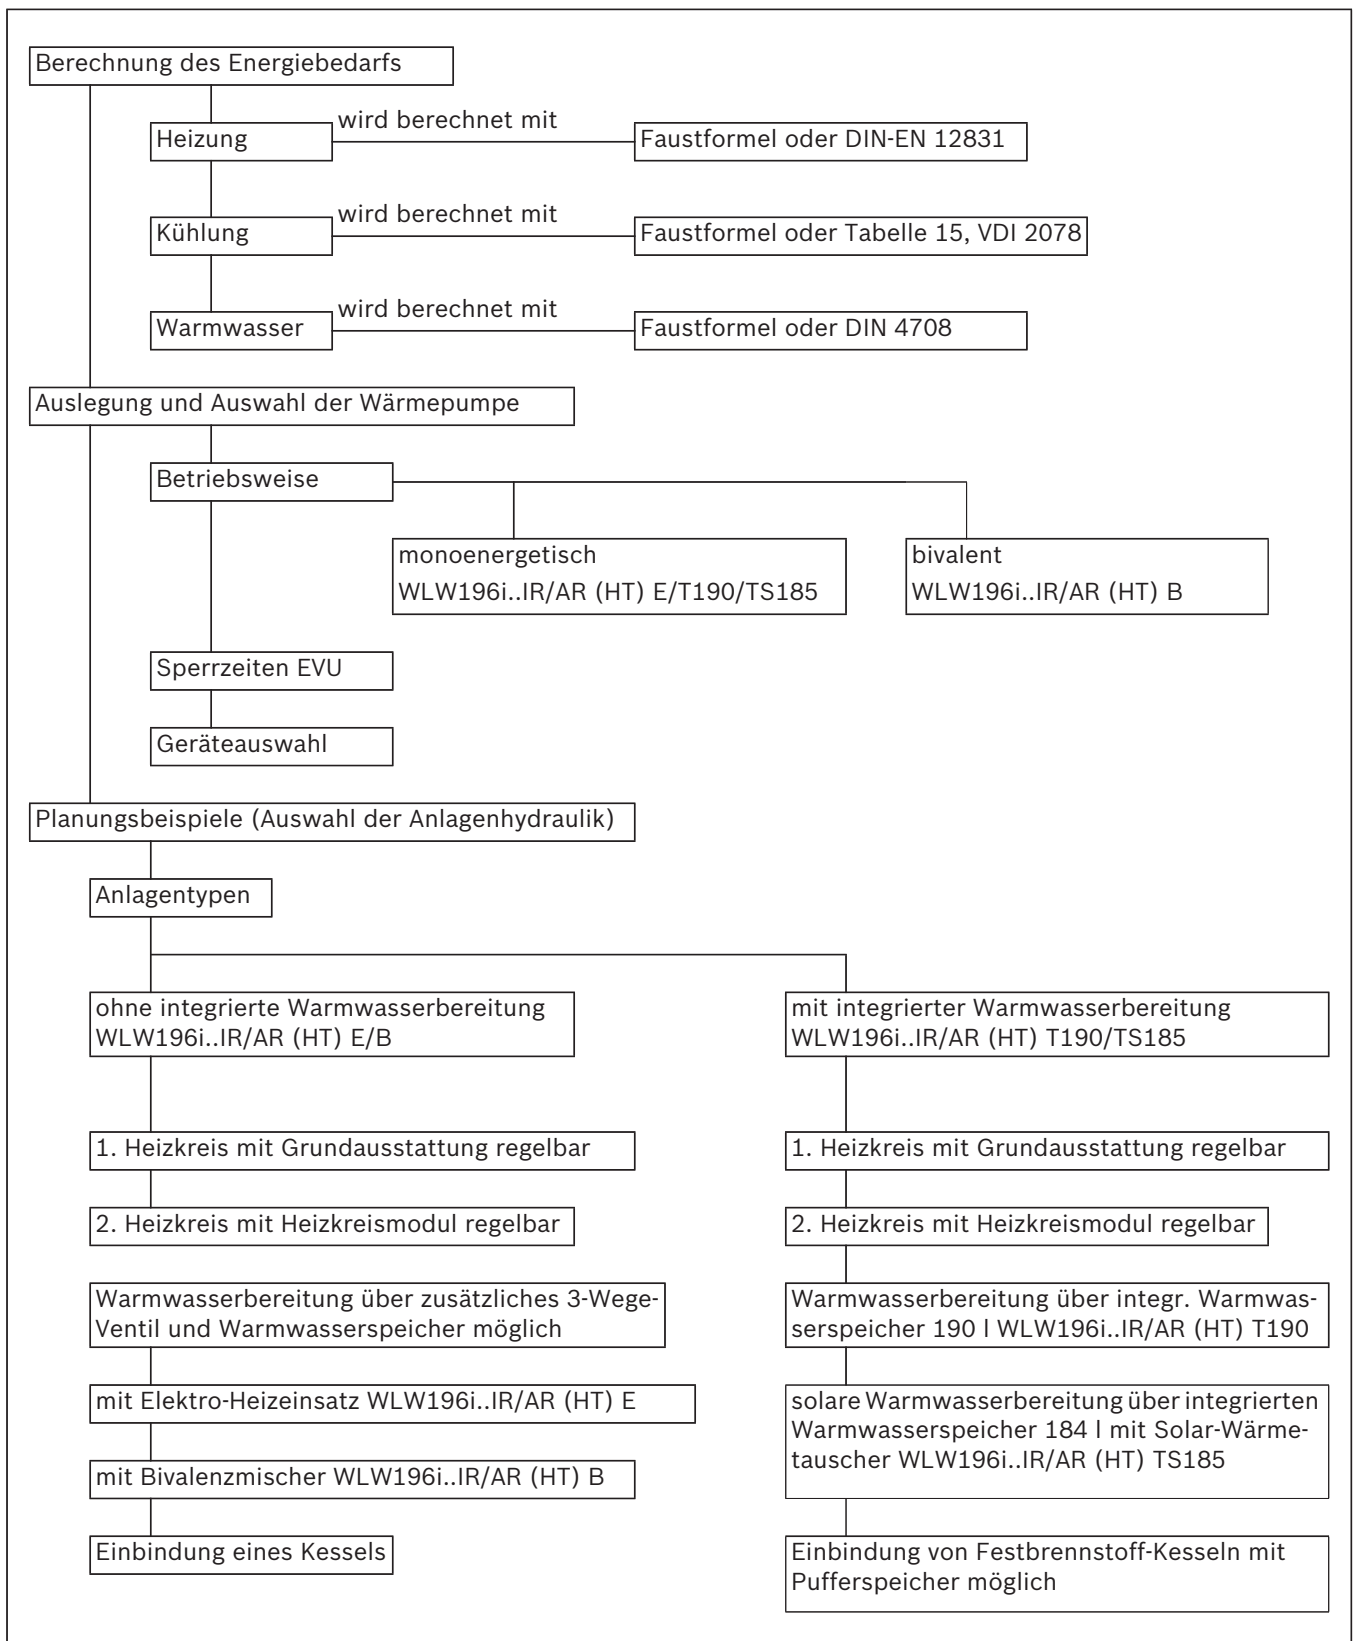 Berechnung des Energiebedarfs
wird berechnet mit
Heizung
Faustformel oder DIN-EN 12831
wird berechnet mit
Kühlung
Faustformel oder Tabelle 15, VDI 2078
wird berechnet mit
Warmwasser
Faustformel oder DIN 4708
Auslegung und Auswahl der Wärmepumpe
Betriebsweise
monoenergetisch
WLW196i..IR/AR (HT) E/T190/TS185
bivalent
WLW196i..IR/AR (HT) B
Sperrzeiten EVU
Geräteauswahl
Planungsbeispiele (Auswahl der Anlagenhydraulik)
Anlagentypen
ohne integrierte Warmwasserbereitung
WLW196i..IR/AR (HT) E/B
1. Heizkreis mit Grundausstattung regelbar
2. Heizkreis mit Heizkreismodul regelbar
Warmwasserbereitung über zusätzliches 3-Wege-
Ventil und Warmwasserspeicher möglich
mit Elektro-Heizeinsatz WLW196i..IR/AR (HT) E
mit Bivalenzmischer WLW196i..IR/AR (HT) B
Einbindung eines Kessels
mit integrierter Warmwasserbereitung
WLW196i..IR/AR (HT) T190/TS185
1. Heizkreis mit Grundausstattung regelbar
2. Heizkreis mit Heizkreismodul regelbar
Warmwasserbereitung über integr. Warmwas-
serspeicher 190 l WLW196i..IR/AR (HT) T190
solare Warmwasserbereitung über integrierten
Warmwasserspeicher 184 l mit Solar-Wärme-
tauscher WLW196i..IR/AR (HT) TS185
Einbindung von Festbrennstoff-Kesseln mit
Pufferspeicher möglich